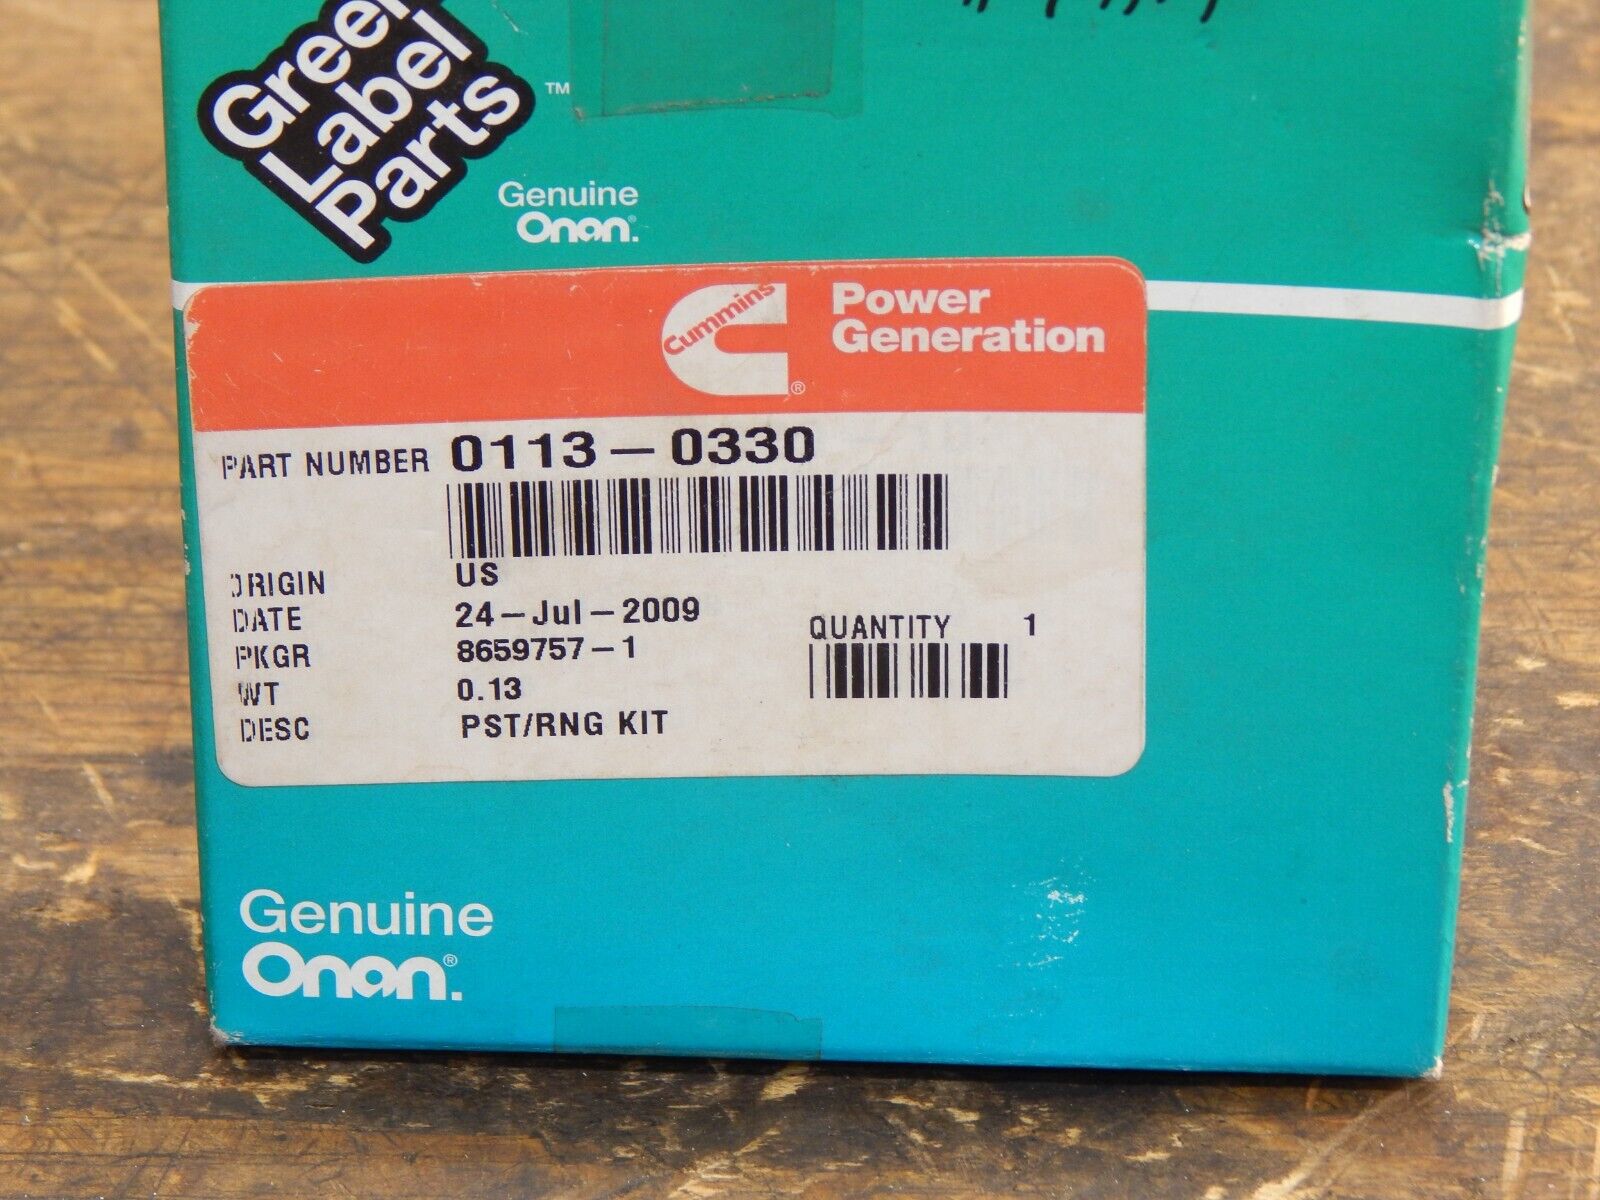 Label
Parts
™
Genuine
Onan®.
Cummins
®
Power
Generation
PART NUMBER 0113-0330
ORIGIN US
DATE 24-Jul-2009
PKGR 8659757-1
QUANTITY 1
WT 0.13
DESC PST/RNG KIT
Genuine
Onan®.